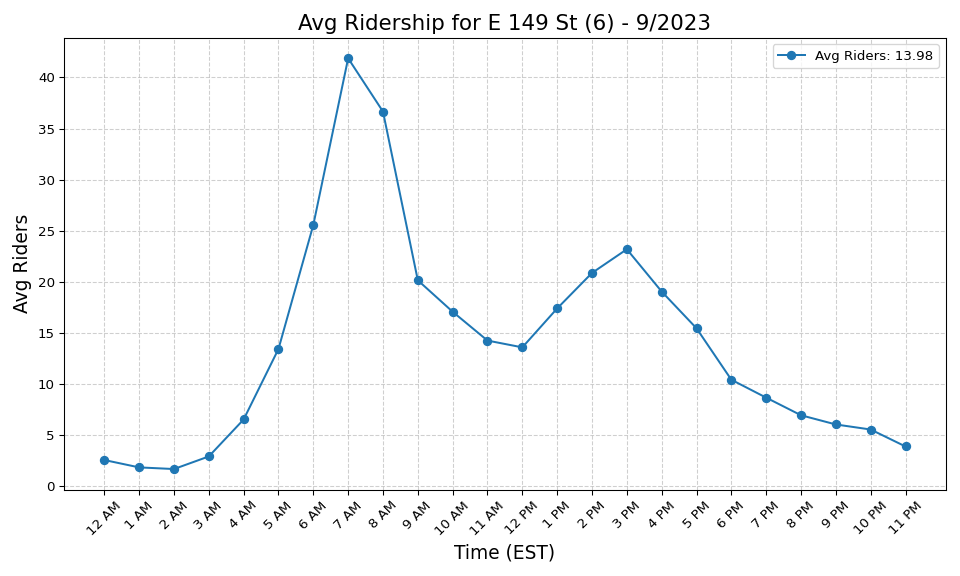 Avg Ridership for E 149 St (6) - 9/2023
Avg Riders: 13.98
Avg Riders
40
35
30
25
20
15
10
5
0
12 AM
1 AM
2 AM
3 AM
4 AM
5 AM
6 AM
7 AM
8 AM
9 AM
10 AM
11 AM
12 PM
1 PM
2 PM
3 PM
4 PM
5 PM
6 PM
7 PM
8 PM
9 PM
10 PM
11 PM
Time (EST)